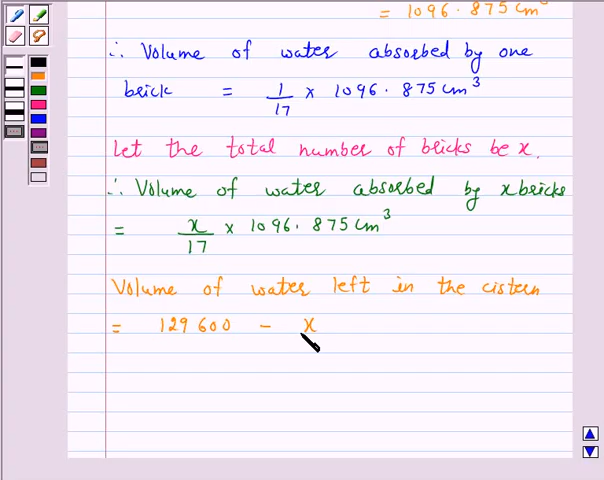 = 1096.875 cm³
∴ Volume of water absorbed by one
brick = 1/17 × 1096.875 cm³
Let the total number of bricks be x.
∴ Volume of water absorbed by x bricks
= x/17 × 1096.875 cm³
Volume of water left in the cistern
= 129600 - x